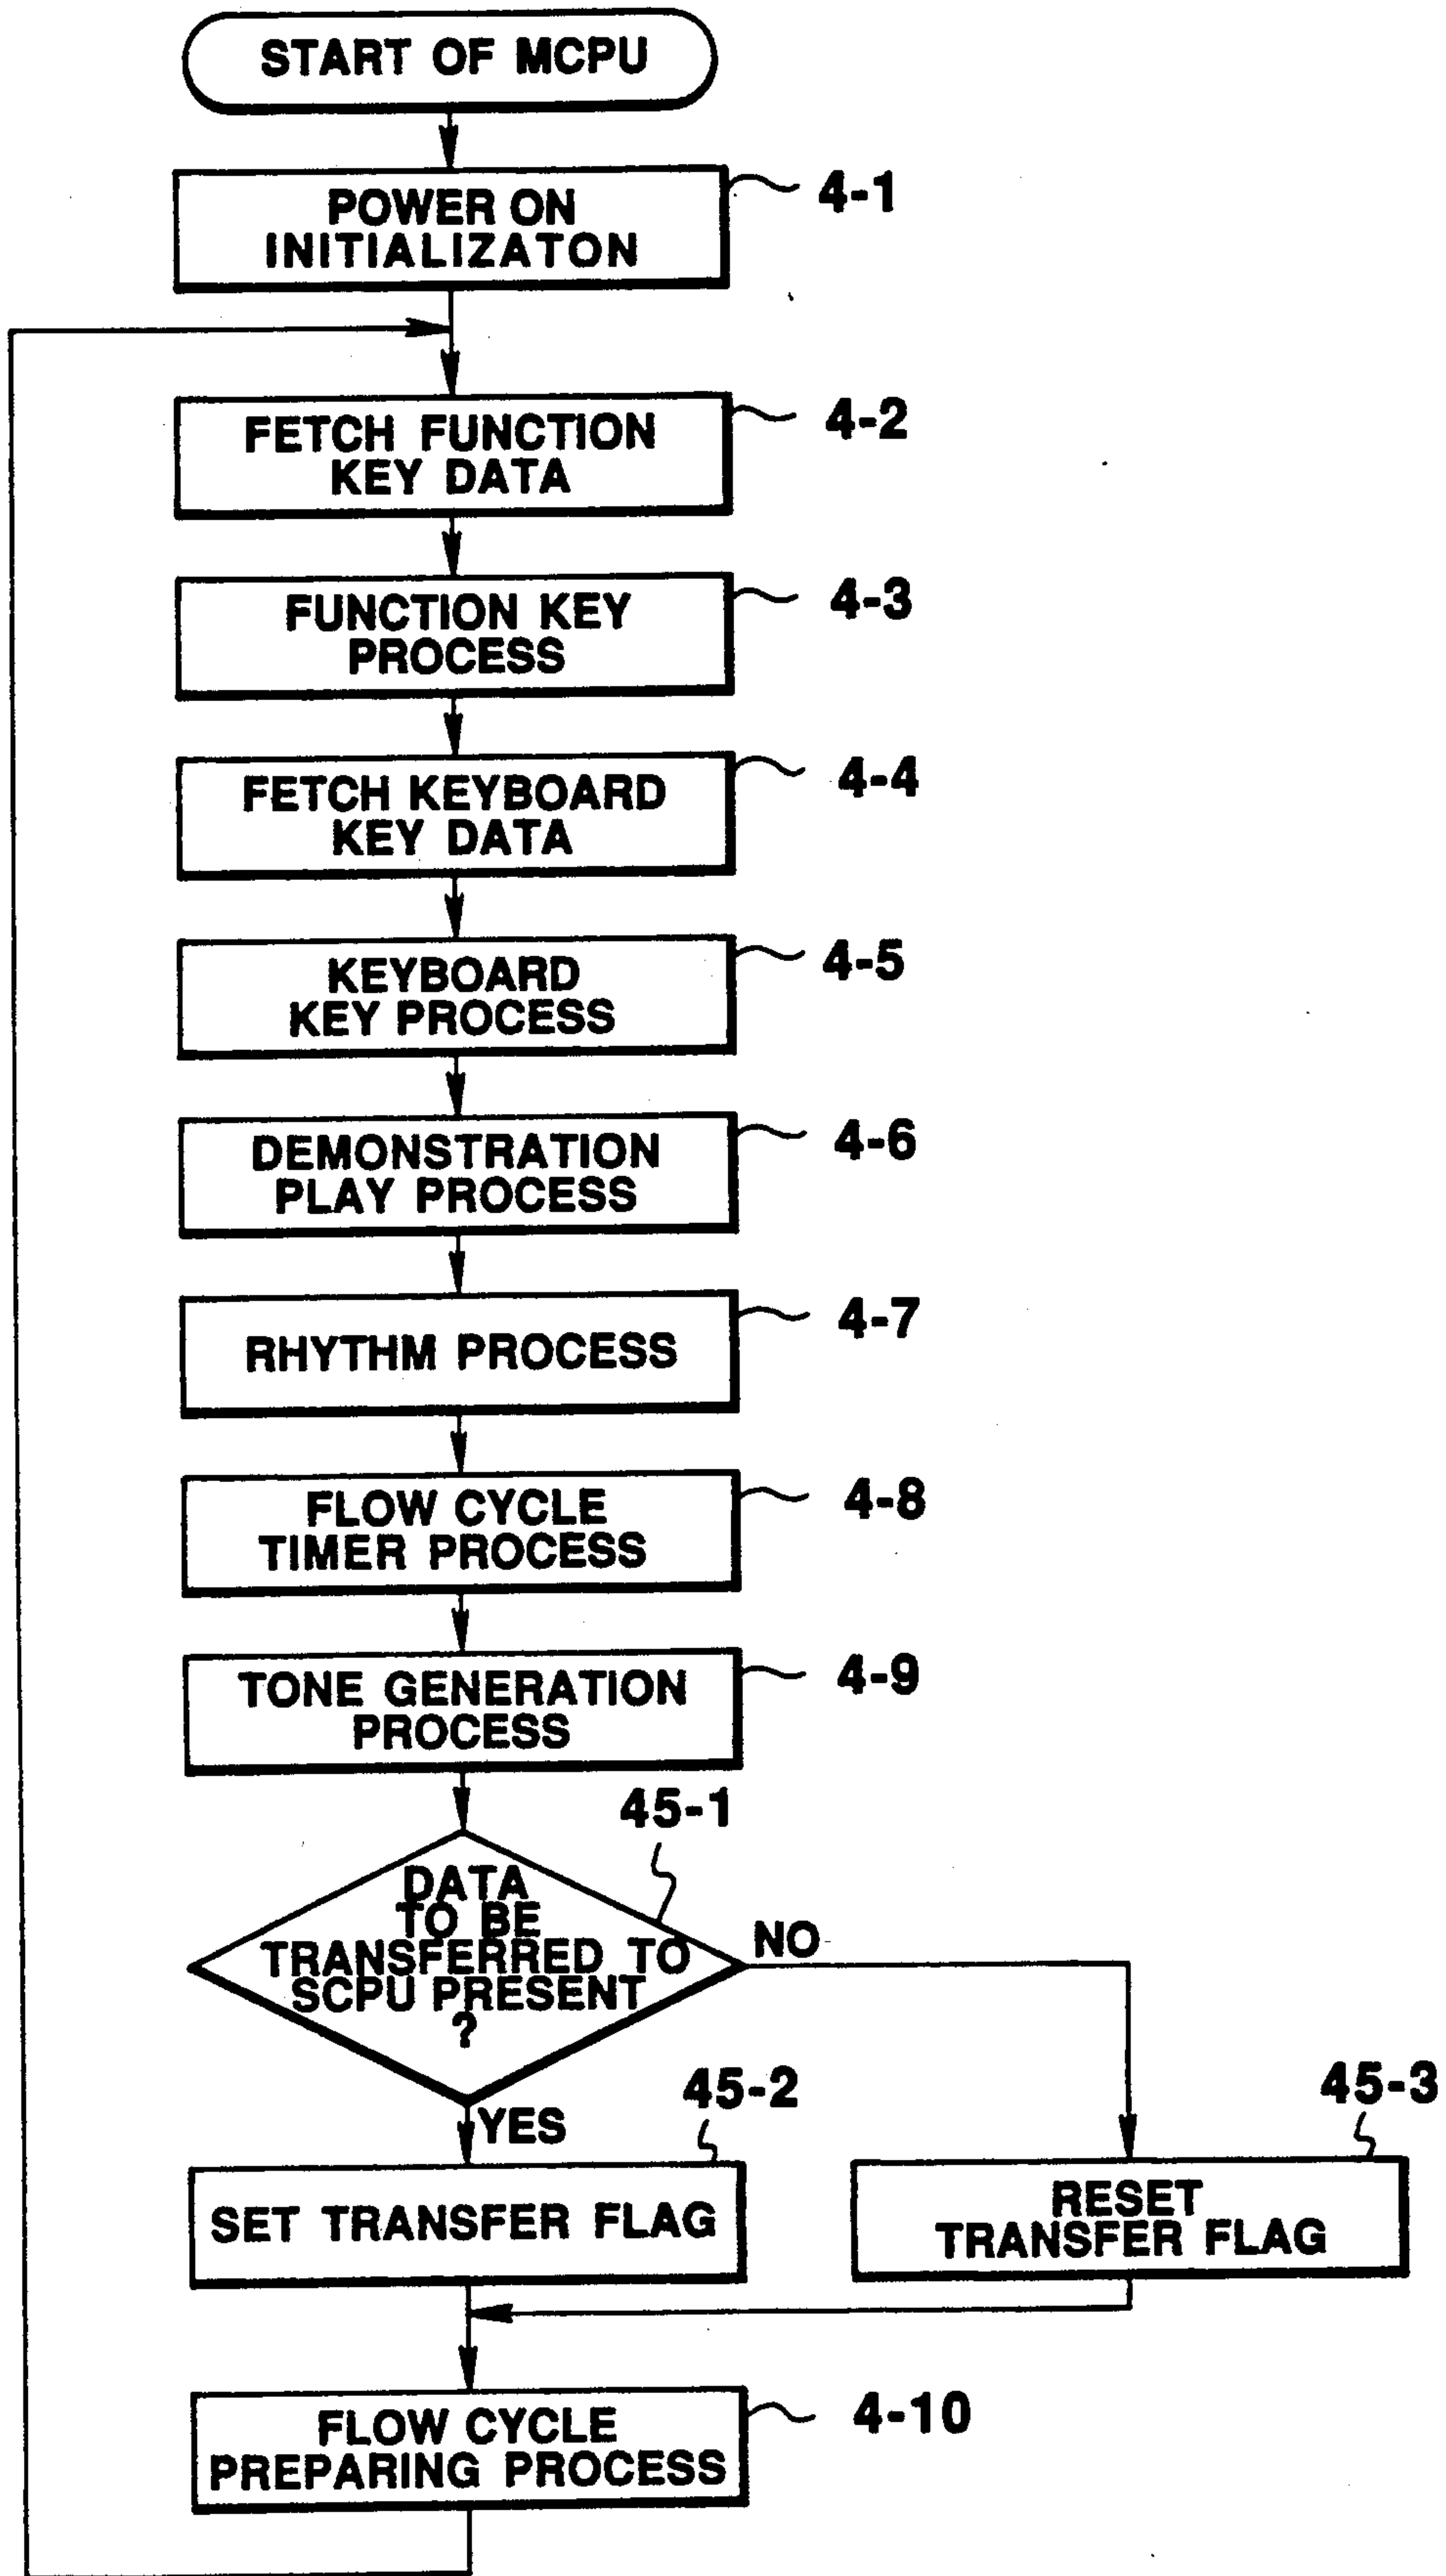 START OF MCPU
POWER ON
INITIALIZATON
4-1
FETCH FUNCTION
KEY DATA
4-2
FUNCTION KEY
PROCESS
4-3
FETCH KEYBOARD
KEY DATA
4-4
KEYBOARD
KEY PROCESS
4-5
DEMONSTRATION
PLAY PROCESS
4-6
RHYTHM PROCESS
4-7
FLOW CYCLE
TIMER PROCESS
4-8
TONE GENERATION
PROCESS
4-9
45-1
DATA
TO BE
TRANSFERRED TO
SCPU PRESENT
?
NO
YES
45-2
SET TRANSFER FLAG
45-3
RESET
TRANSFER FLAG
FLOW CYCLE
PREPARING PROCESS
4-10